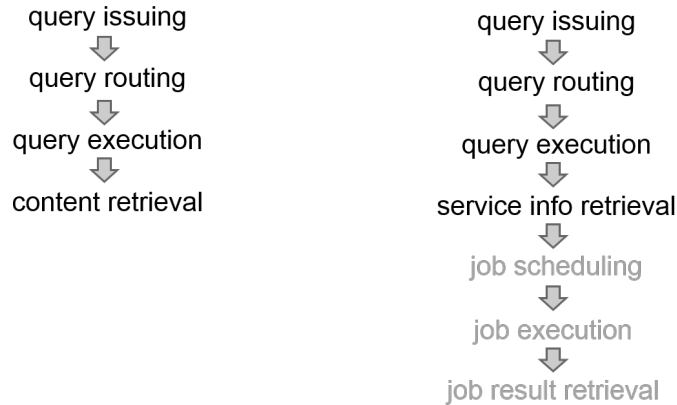 query issuing
query routing
query execution
content retrieval
query issuing
query routing
query execution
service info retrieval
job scheduling
job execution
job result retrieval